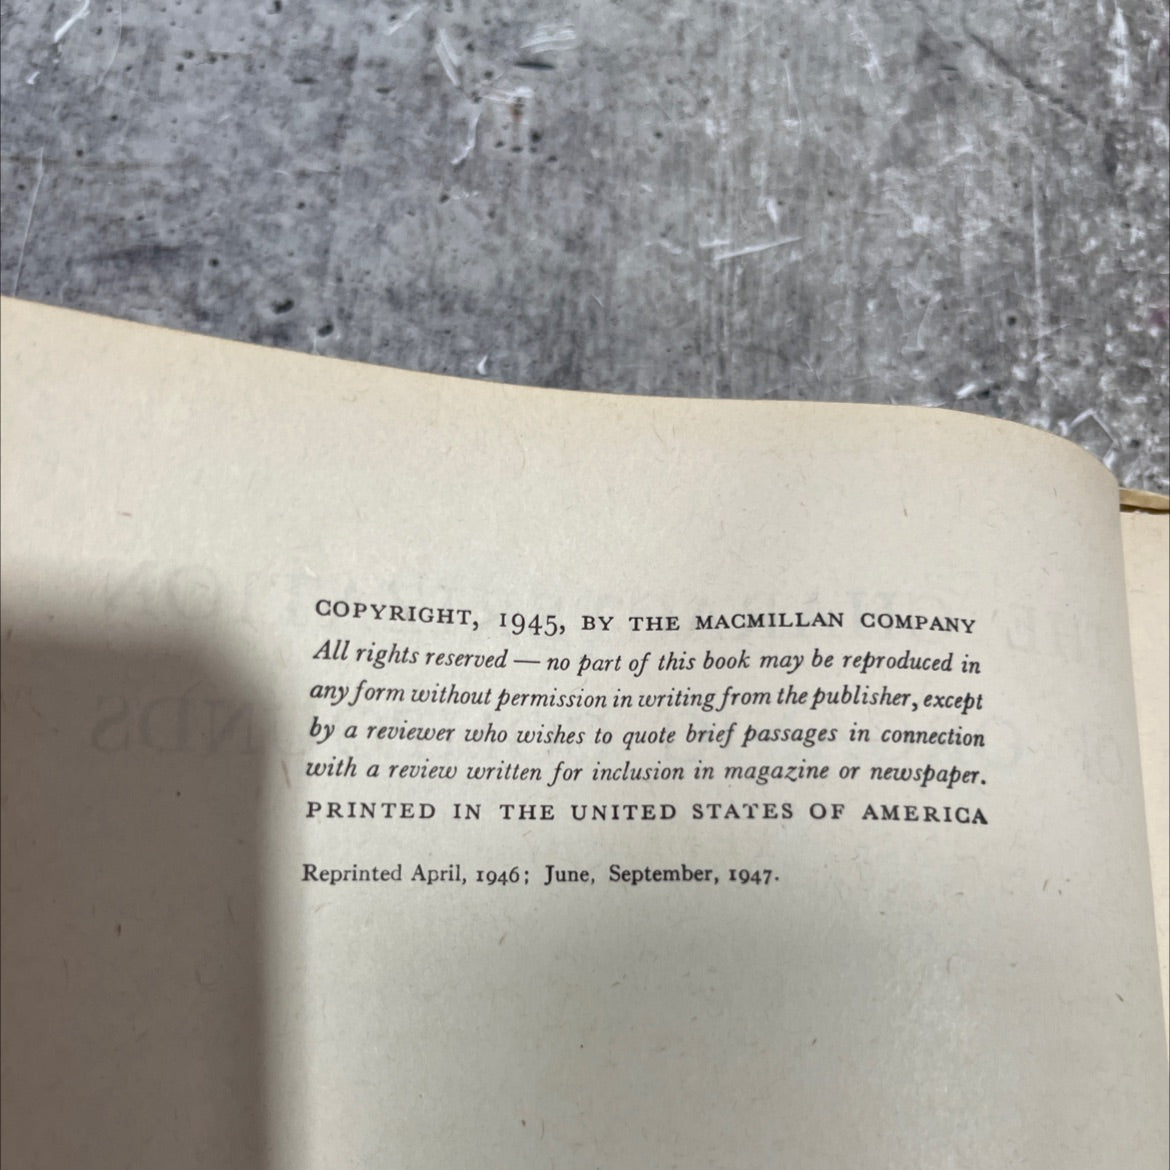 COPYRIGHT, 1945, BY THE MACMILLAN COMPANY
All rights reserved — no part of this book may be reproduced in
any form without permission in writing from the publisher, except
by a reviewer who wishes to quote brief passages in connection
with a review written for inclusion in magazine or newspaper.
PRINTED IN THE UNITED STATES OF AMERICA
Reprinted April, 1946; June, September, 1947.